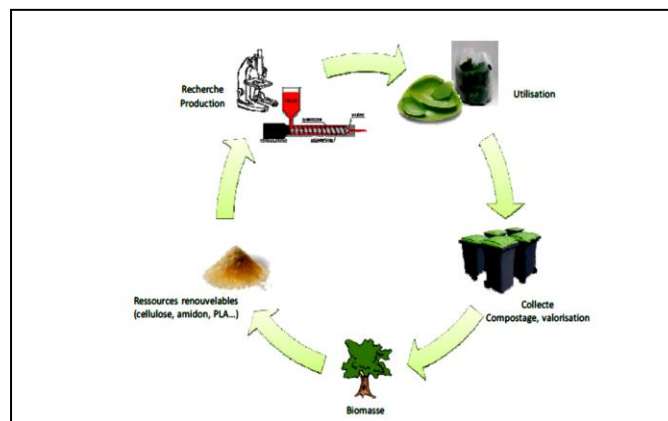 Recherche
Production
Utilisation
Collecte
Compostage, valorisation
Biomasse
Ressources renouvelables
(cellulose, amidon, PLA...)